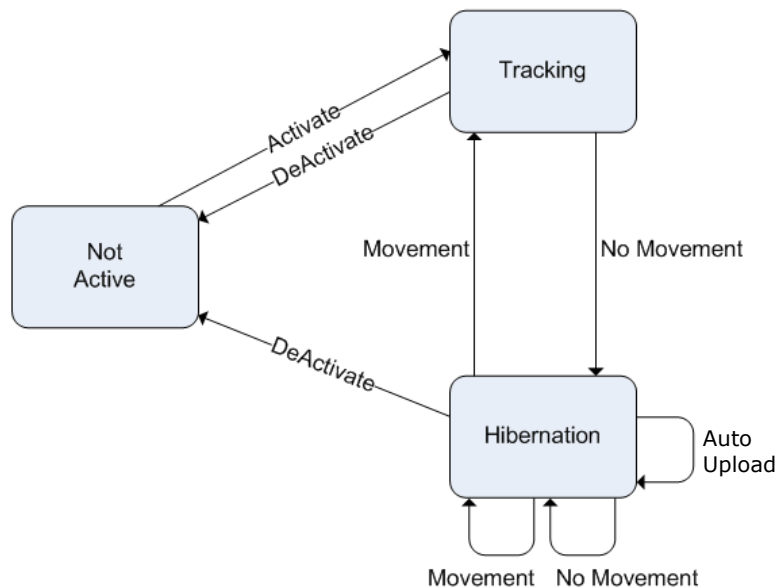 Tracking
Activate
DeActivate
Not
Active
Movement
No Movement
DeActivate
Hibernation
Auto
Upload
Movement
No Movement